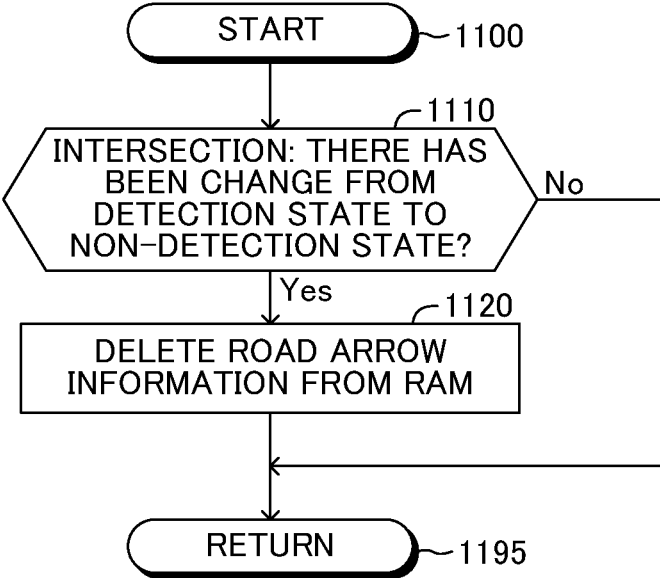 START
1100
1110
INTERSECTION: THERE HAS
BEEN CHANGE FROM
DETECTION STATE TO
NON-DETECTION STATE?
No
Yes
1120
DELETE ROAD ARROW
INFORMATION FROM RAM
RETURN
1195